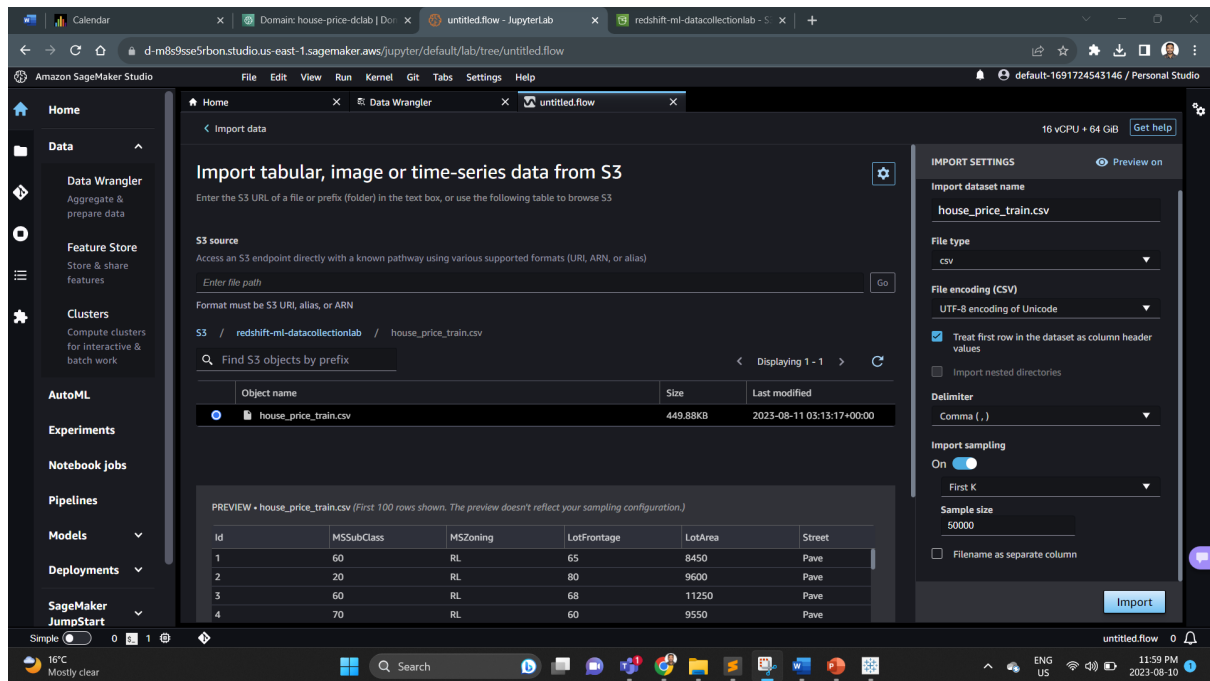 Calendar
Domain: house-price-dclab | Don
untitled.flow - JupyterLab
redshift-ml-datacollectionlab - S
d-m8s9sse5rbon.studio.us-east-1.sagemaker.aws/jupyter/default/lab/tree/untitled.flow
Amazon SageMaker Studio
File Edit View Run Kernel Git Tabs Settings Help
default-1691724543146 / Personal Studio
Home
Data
Data Wrangler
Aggregate &
prepare data
Feature Store
Store & share
features
Clusters
Compute clusters
for interactive &
batch work
AutoML
Experiments
Notebook jobs
Pipelines
Models
Deployments
SageMaker
JumpStart
Home
Data Wrangler
untitled.flow
Import data
16 vCPU + 64 GiB
Get help
Import tabular, image or time-series data from S3
Enter the S3 URL of a file or prefix (folder) in the text box, or use the following table to browse S3
S3 source
Access an S3 endpoint directly with a known pathway using various supported formats (URI, ARN, or alias)
Enter file path
Go
Format must be S3 URI, alias, or ARN
S3 / redshift-ml-datacollectionlab / house_price_train.csv
Find S3 objects by prefix
Displaying 1 - 1
Object name Size Last modified
house_price_train.csv 449.88KB 2023-08-11 03:13:17+00:00
PREVIEW • house_price_train.csv (First 100 rows shown. The preview doesn't reflect your sampling configuration.)
Id MSSubClass MSZoning LotFrontage LotArea Street
1 60 RL 65 8450 Pave
2 20 RL 80 9600 Pave
3 60 RL 68 11250 Pave
4 70 RL 60 9550 Pave
IMPORT SETTINGS
Preview on
Import dataset name
house_price_train.csv
File type
csv
File encoding (CSV)
UTF-8 encoding of Unicode
Treat first row in the dataset as column header
values
Import nested directories
Delimiter
Comma ( , )
Import sampling
On
First K
Sample size
50000
Filename as separate column
Import
Simple
0
1
untitled.flow 0
16°C
Mostly clear
Search
ENG
US
11:59 PM
2023-08-10
1